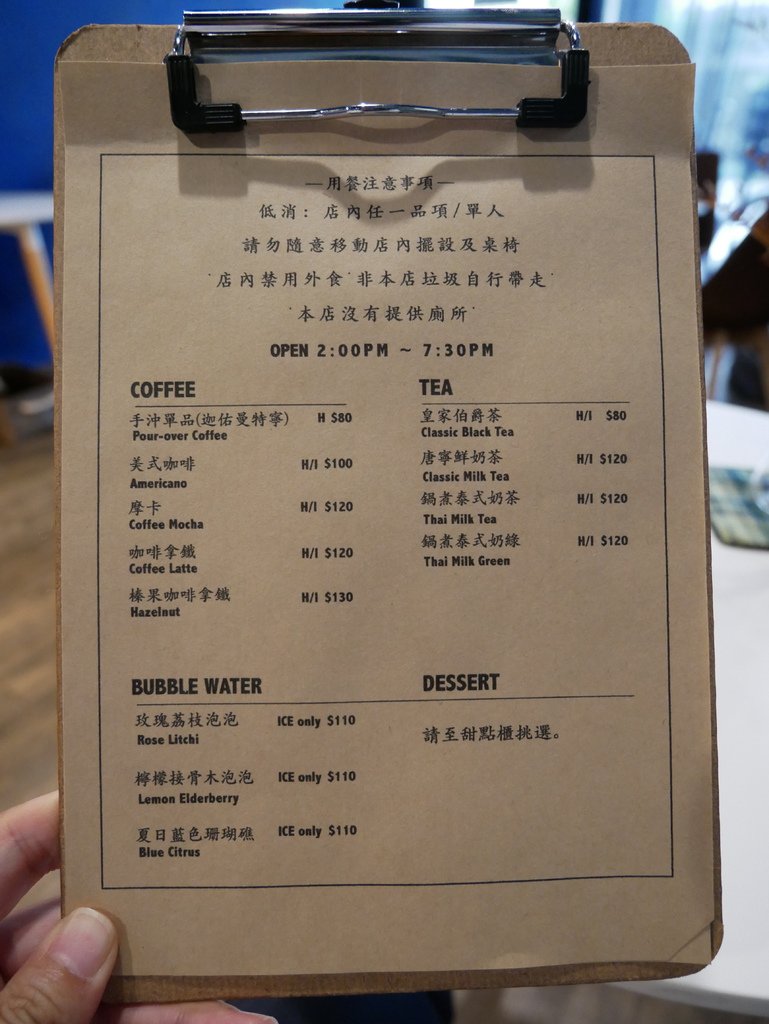 —用餐注意事項—
低消：店內任一品項/單人
請勿隨意移動店內擺設及桌椅
˙店內禁用外食˙非本店垃圾自行帶走˙
˙本店沒有提供廁所˙
OPEN 2:00PM ~ 7:30PM
COFFEE
手沖單品(迦佑曼特寧) H $80
Pour-over Coffee
美式咖啡 H/I $100
Americano
摩卡 H/I $120
Coffee Mocha
咖啡拿鐵 H/I $120
Coffee Latte
榛果咖啡拿鐵 H/I $130
Hazelnut
TEA
皇家伯爵茶 H/I $80
Classic Black Tea
唐寧鮮奶茶 H/I $120
Classic Milk Tea
鍋煮泰式奶茶 H/I $120
Thai Milk Tea
鍋煮泰式奶綠 H/I $120
Thai Milk Green
BUBBLE WATER
玫瑰荔枝泡泡 ICE only $110
Rose Litchi
檸檬接骨木泡泡 ICE only $110
Lemon Elderberry
夏日藍色珊瑚礁 ICE only $110
Blue Citrus
DESSERT
請至甜點櫃挑選。